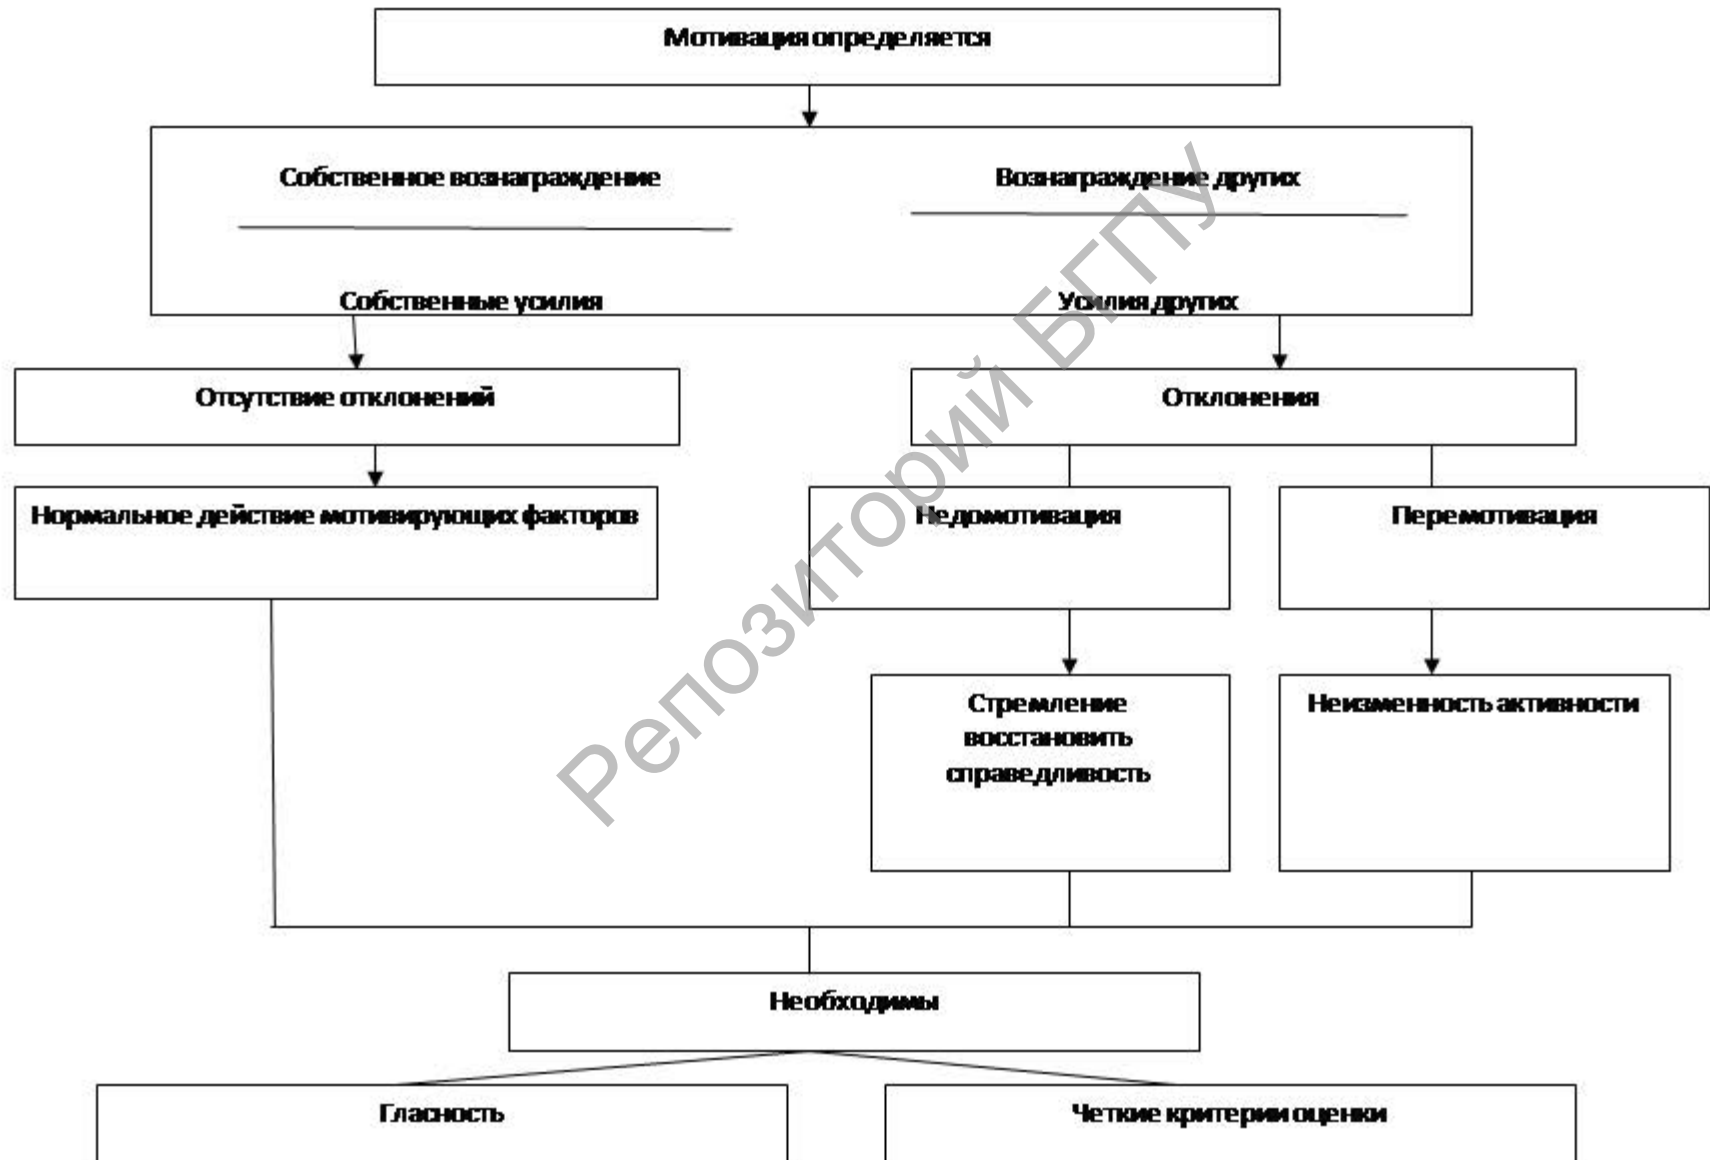 Мотивация определяется
Собственное вознаграждение
Вознаграждение других
Собственные усилия
Усилия других
Отсутствие отклонений
Отклонения
Нормальное действие мотивирующих факторов
Недомотивация
Перемотивация
Стремление
восстановить
справедливость
Неизменность активности
Необходимы
Гласность
Четкие критерии оценки
Репозиторий БГПУ